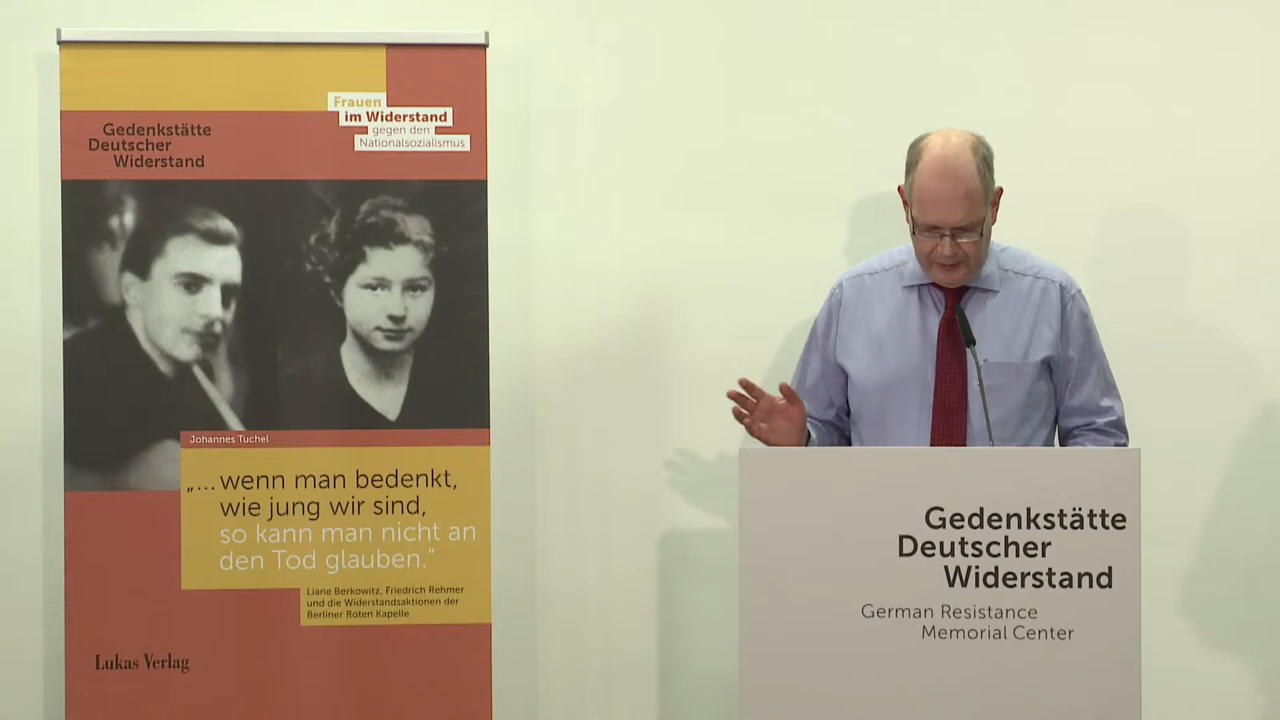 Frauen
im Widerstand
gegen den
Nationalsozialismus
Gedenkstätte
Deutscher
Widerstand
Johannes Tuchel
„... wenn man bedenkt,
wie jung wir sind,
so kann man nicht an
den Tod glauben.“
Liane Berkowitz, Friedrich Rehmer
und die Widerstandsaktionen der
Berliner Roten Kapelle
Lukas Verlag
Gedenkstätte
Deutscher
Widerstand
German Resistance
Memorial Center